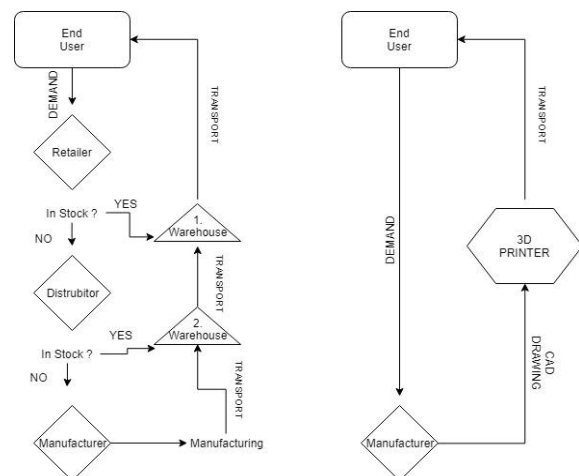 End
User
DEMAND
TRANSPORT
Retailer
In Stock ?
YES
1.
Warehouse
NO
TRANSPORT
Distrubitor
2.
Warehouse
In Stock ?
YES
NO
TRANSPORT
Manufacturer
Manufacturing
End
User
DEMAND
TRANSPORT
3D
PRINTER
CAD
DRAWING
Manufacturer